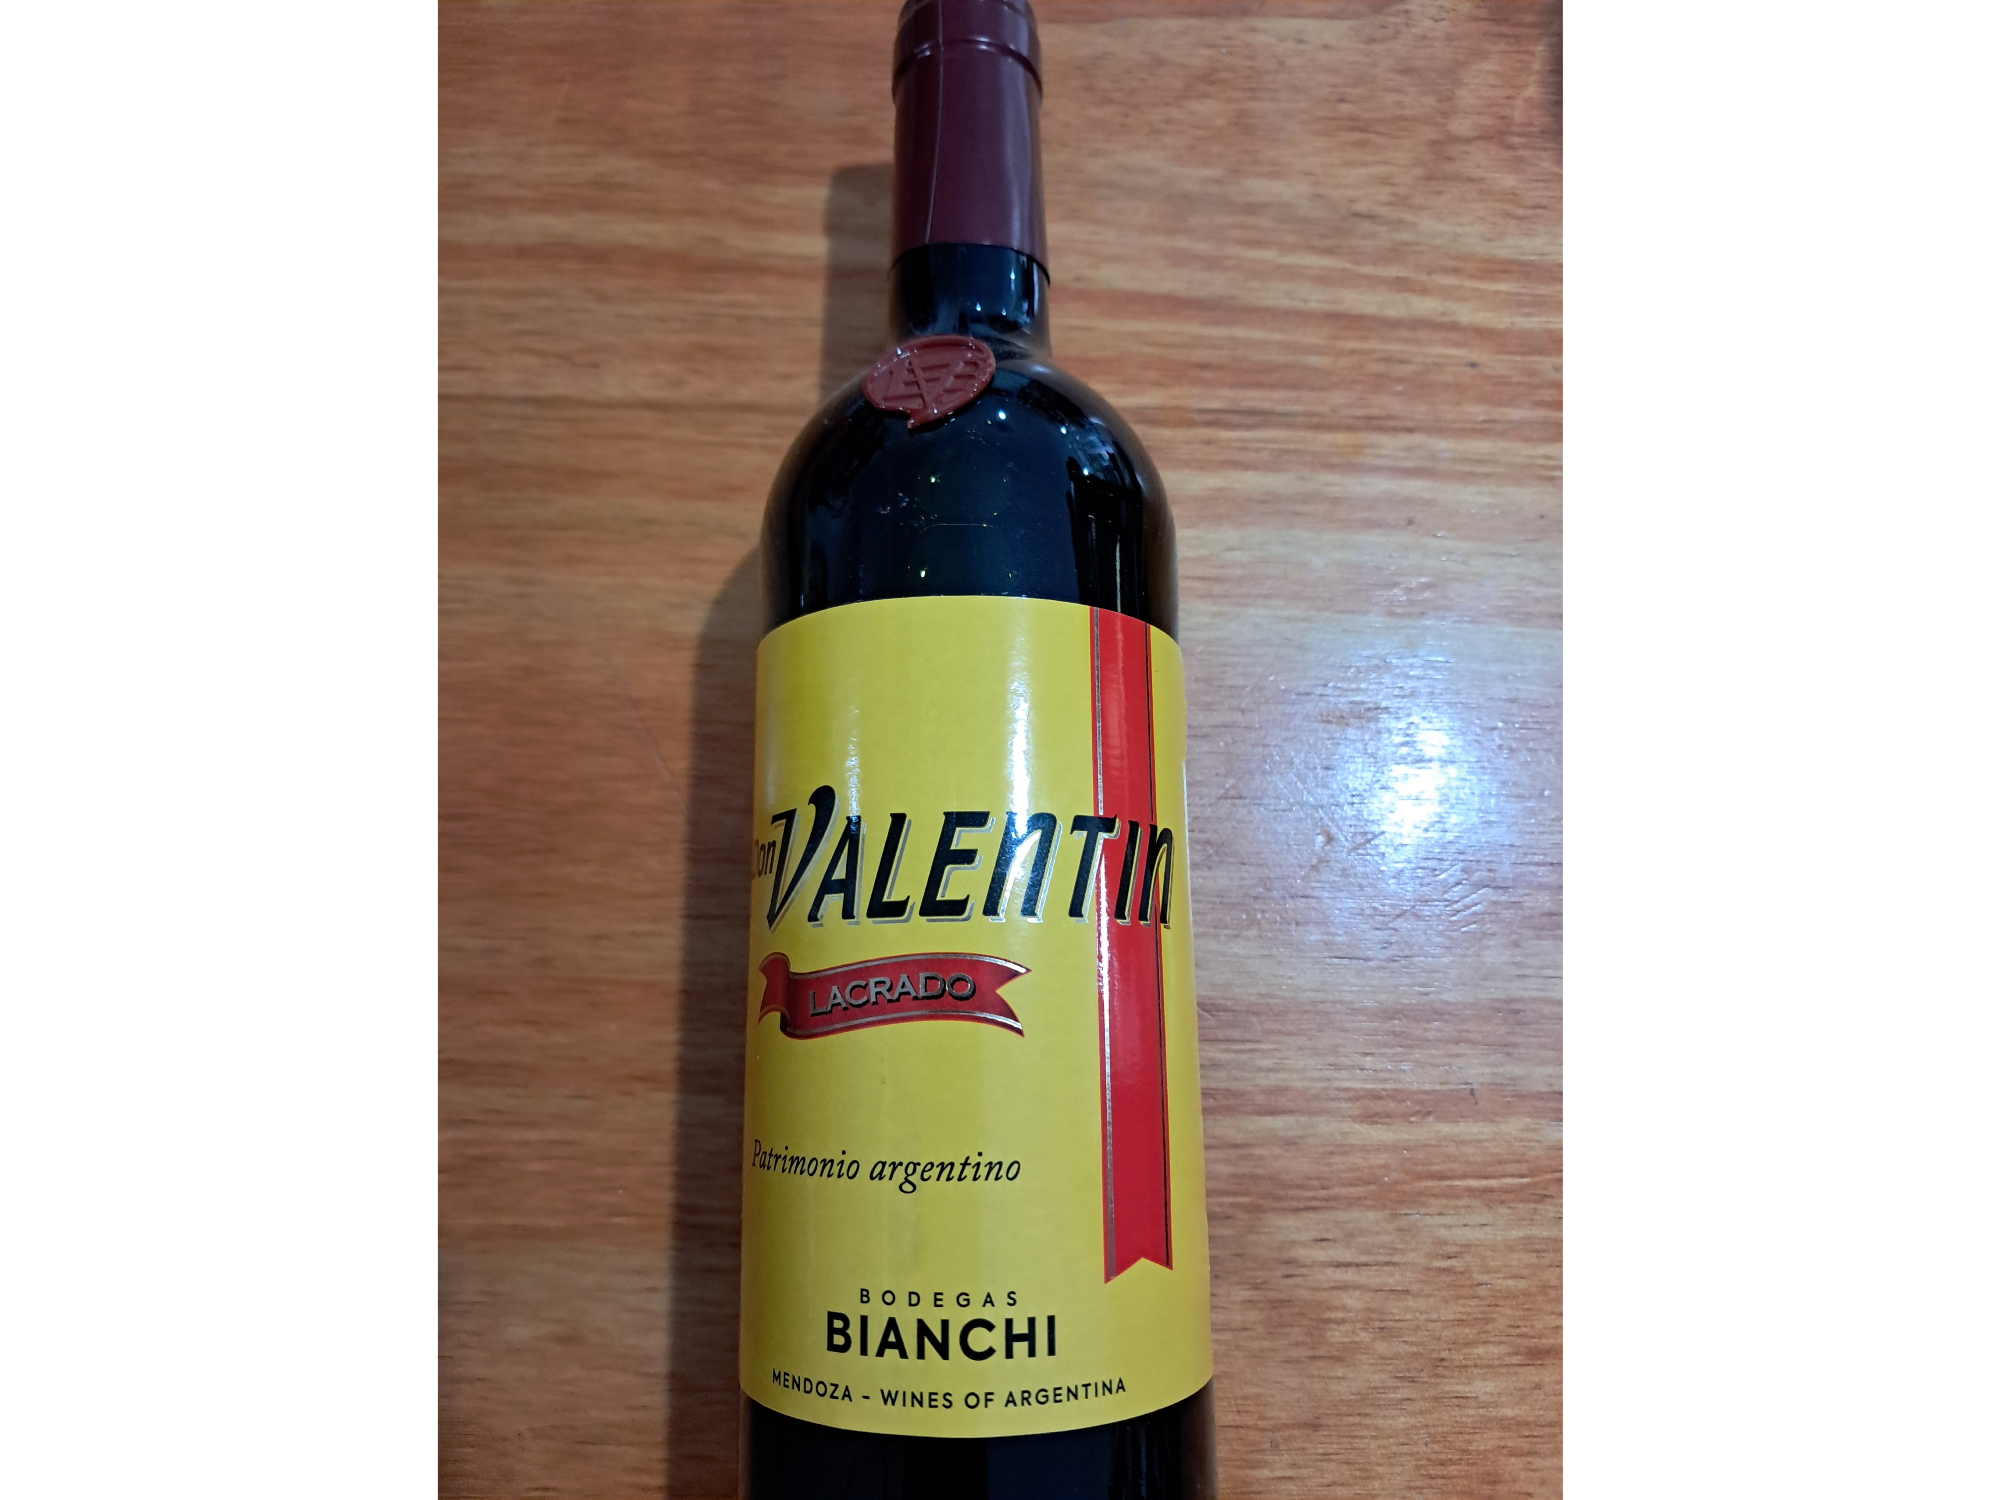 Don VALENTIN
LACRADO
Patrimonio argentino
BODEGAS
BIANCHI
MENDOZA - WINES OF ARGENTINA